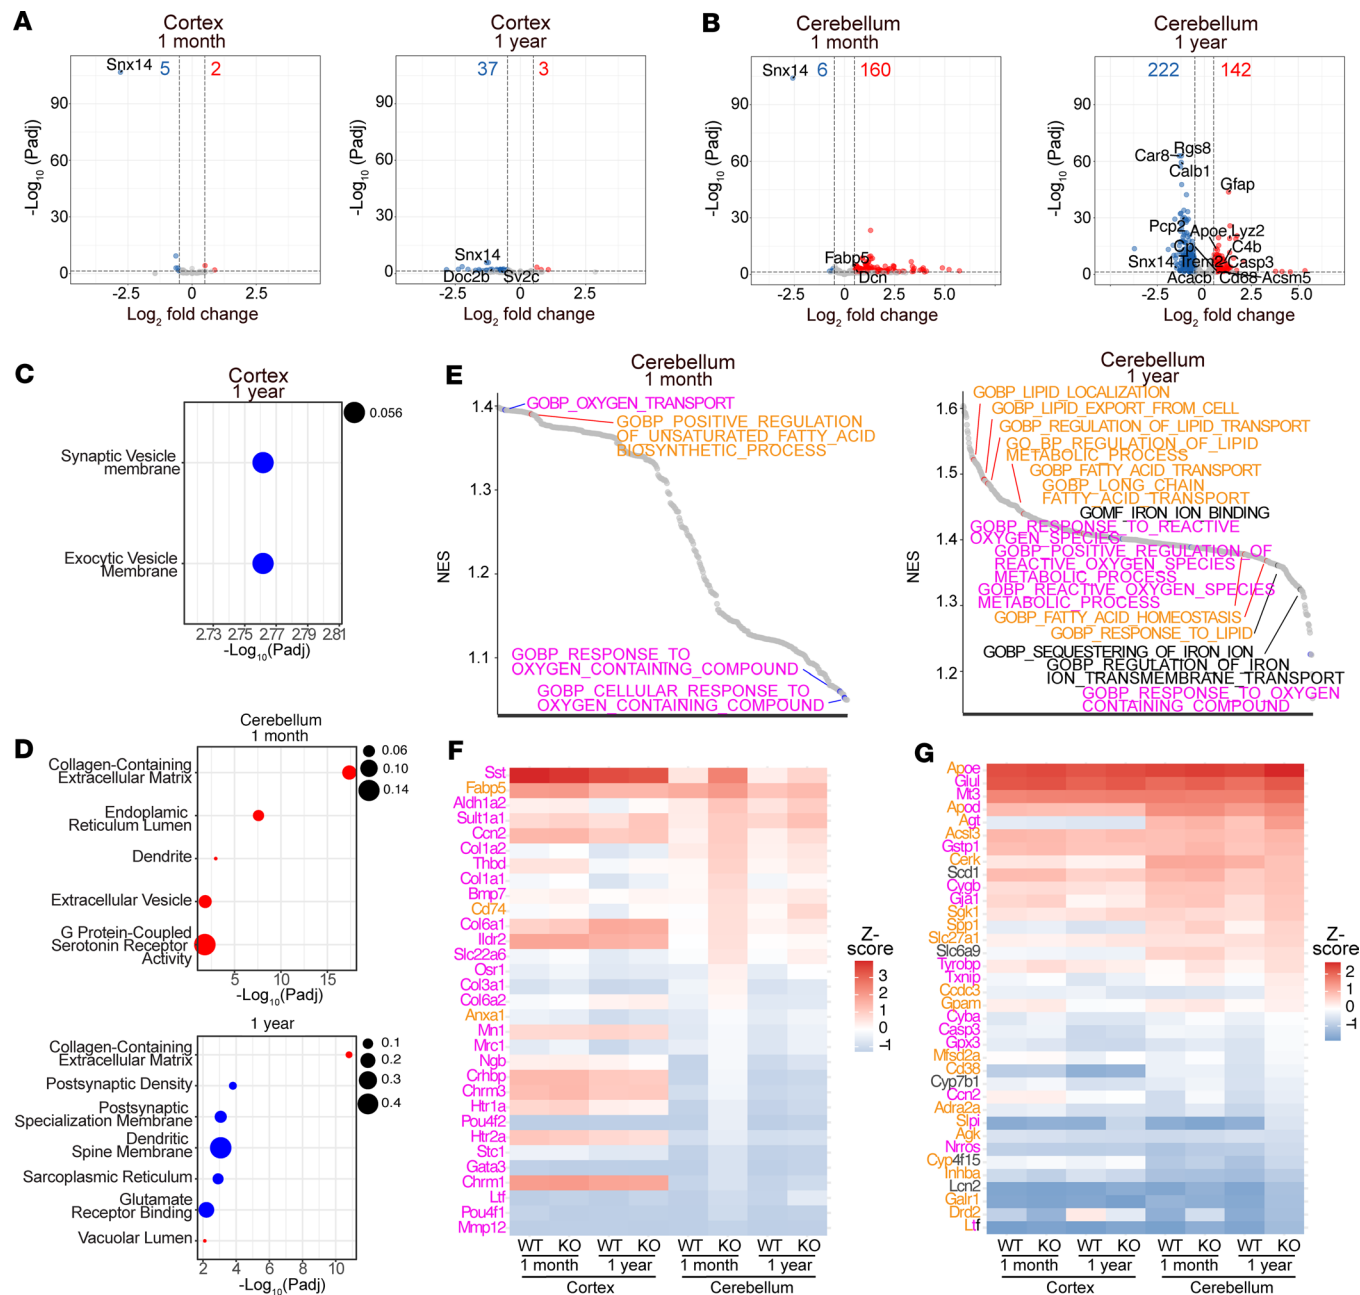 A
Cortex
1 month
Snx14
5
2
90
60
30
0
-2.5
0
2.5
-Log10 (Padj)
Log2 fold change
Cortex
1 year
37
3
90
60
30
0
Snx14
Doc2b
Sv2c
-2.5
0
2.5
-Log10 (Padj)
Log2 fold change
B
Cerebellum
1 month
Snx14
6
160
90
60
30
0
Fabp5
Dcn
-2.5
0
2.5
5.0
-Log10 (Padj)
Log2 fold change
Cerebellum
1 year
222
142
90
60
30
0
Rgs8
Car8
Calb1
Gfap
Pcp2
Apoe
Lyz2
Cp
C4b
Snx14
Trem2
Casp3
Acacb
Cd68
Acsm5
-2.5
0
2.5
5.0
-Log10 (Padj)
Log2 fold change
C
Cortex
1 year
0.056
Synaptic Vesicle
membrane
Exocytic Vesicle
Membrane
2.73
2.75
2.77
2.79
2.81
-Log10(Padj)
D
Cerebellum
1 month
0.06
0.10
0.14
Collagen-Containing
Extracellular Matrix
Endoplamic
Reticulum Lumen
Dendrite
Extracellular Vesicle
G Protein-Coupled
Serotonin Receptor
Activity
5
10
15
-Log10(Padj)
1 year
0.1
0.2
0.3
0.4
Collagen-Containing
Extracellular Matrix
Postsynaptic Density
Postsynaptic
Specialization Membrane
Dendritic
Spine Membrane
Sarcoplasmic Reticulum
Glutamate
Receptor Binding
Vacuolar Lumen
2
4
6
8
10
-Log10(Padj)
E
Cerebellum
1 month
1.4
1.3
1.2
1.1
NES
GOBP_OXYGEN_TRANSPORT
GOBP_POSITIVE_REGULATION
OF_UNSATURATED_FATTY_ACID
BIOSYNTHETIC_PROCESS
GOBP_RESPONSE_TO
OXYGEN_CONTAINING_COMPOUND
GOBP_CELLULAR_RESPONSE_TO
OXYGEN_CONTAINING_COMPOUND
Cerebellum
1 year
1.6
1.5
1.4
1.3
1.2
NES
GOBP_LIPID_LOCALIZATION
GOBP_LIPID_EXPORT_FROM_CELL
GOBP_REGULATION_OF_LIPID_TRANSPORT
GO_BP_REGULATION_OF_LIPID
METABOLIC_PROCESS
GOBP_FATTY_ACID_TRANSPORT
GOBP_LONG_CHAIN
FATTY_ACID_TRANSPORT
GOMF_IRON_ION_BINDING
GOBP_RESPONSE_TO_REACTIVE
OXYGEN_SPECIES
GOBP_POSITIVE_REGULATION_OF
REACTIVE_OXYGEN_SPECIES
METABOLIC_PROCESS
GOBP_REACTIVE_OXYGEN_SPECIES
METABOLIC_PROCESS
GOBP_FATTY_ACID_HOMEOSTASIS
GOBP_RESPONSE_TO_LIPID
GOBP_SEQUESTERING_OF_IRON_ION
GOBP_REGULATION_OF_IRON
ION_TRANSMEMBRANE_TRANSPORT
GOBP_RESPONSE_TO_OXYGEN
CONTAINING_COMPOUND
F
Sst
Fabp5
Aldh1a2
Sult1a1
Ccn2
Col1a2
Thbd
Col1a1
Bmp7
Cd74
Col6a1
Ildr2
Slc22a6
Osr1
Col3a1
Col6a2
Anxa1
Mn1
Mrc1
Ngb
Crhbp
Chrm3
Htr1a
Pou4f2
Htr2a
Stc1
Gata3
Chrm1
Ltf
Pou4f1
Mmp12
WT KO WT KO WT KO WT KO
1 month 1 year 1 month 1 year
Cortex Cerebellum
Z-
score
3
2
1
0
-1
G
Apoe
Glul
Mt3
Apod
Agt
Acsl3
Gstp1
Cerk
Scd1
Cygb
Gja1
Sgk1
Spp1
Slc27a1
Slc6a9
Tyrobp
Txnip
Ccdc3
Gpam
Cyba
Casp3
Gpx3
Mfsd2a
Cd38
Cyp7b1
Ccn2
Adra2a
Slpi
Agk
Nrros
Cyp4f15
Inhba
Lcn2
Galr1
Drd2
Ltf
WT KO WT KO WT KO WT KO
1 month 1 year 1 month 1 year
Cortex Cerebellum
Z-
score
2
1
0
-1